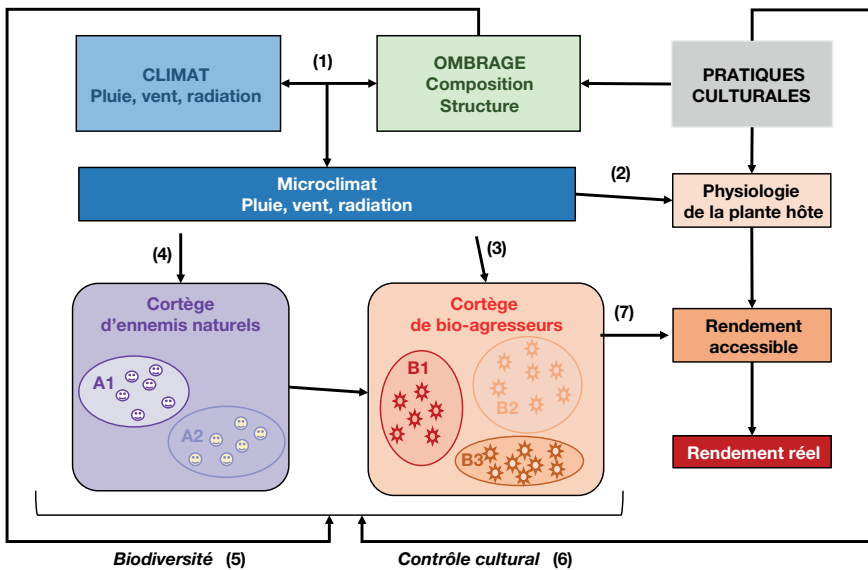 CLIMAT
Pluie, vent, radiation
(1)
OMBRAGE
Composition
Structure
PRATIQUES
CULTURALES
Microclimat
Pluie, vent, radiation
(2)
Physiologie
de la plante hôte
(4)
(3)
Cortège
d'ennemis naturels
A1
A2
Cortège
de bio-agresseurs
B1
B2
B3
(7)
Rendement
accessible
Rendement réel
Biodiversité (5)
Contrôle cultural (6)